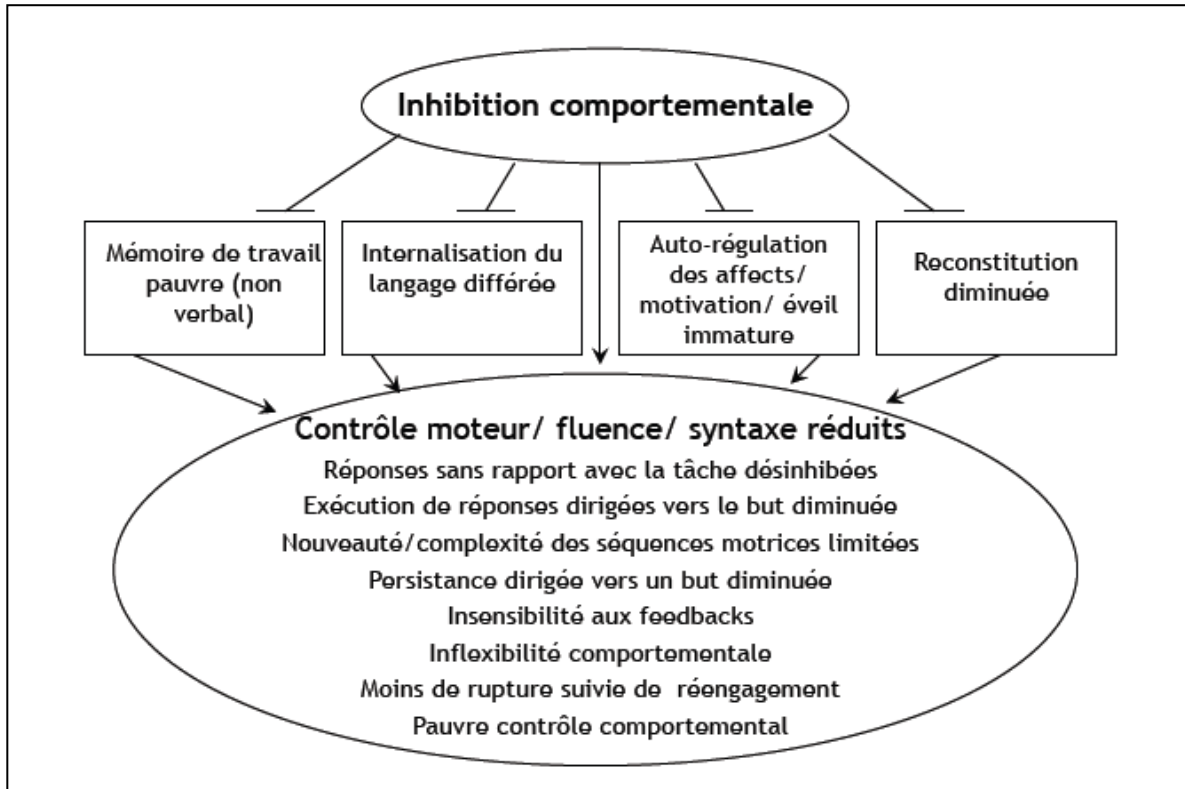 Inhibition comportementale
Mémoire de travail
pauvre (non
verbal)
Internalisation du
langage différée
Auto-régulation
des affects/
motivation/ éveil
immature
Reconstitution
diminuée
Contrôle moteur/ fluence/ syntaxe réduits
Réponses sans rapport avec la tâche désinhibées
Exécution de réponses dirigées vers le but diminuée
Nouveauté/complexité des séquences motrices limitées
Persistance dirigée vers un but diminuée
Insensibilité aux feedbacks
Inflexibilité comportementale
Moins de rupture suivie de réengagement
Pauvre contrôle comportemental